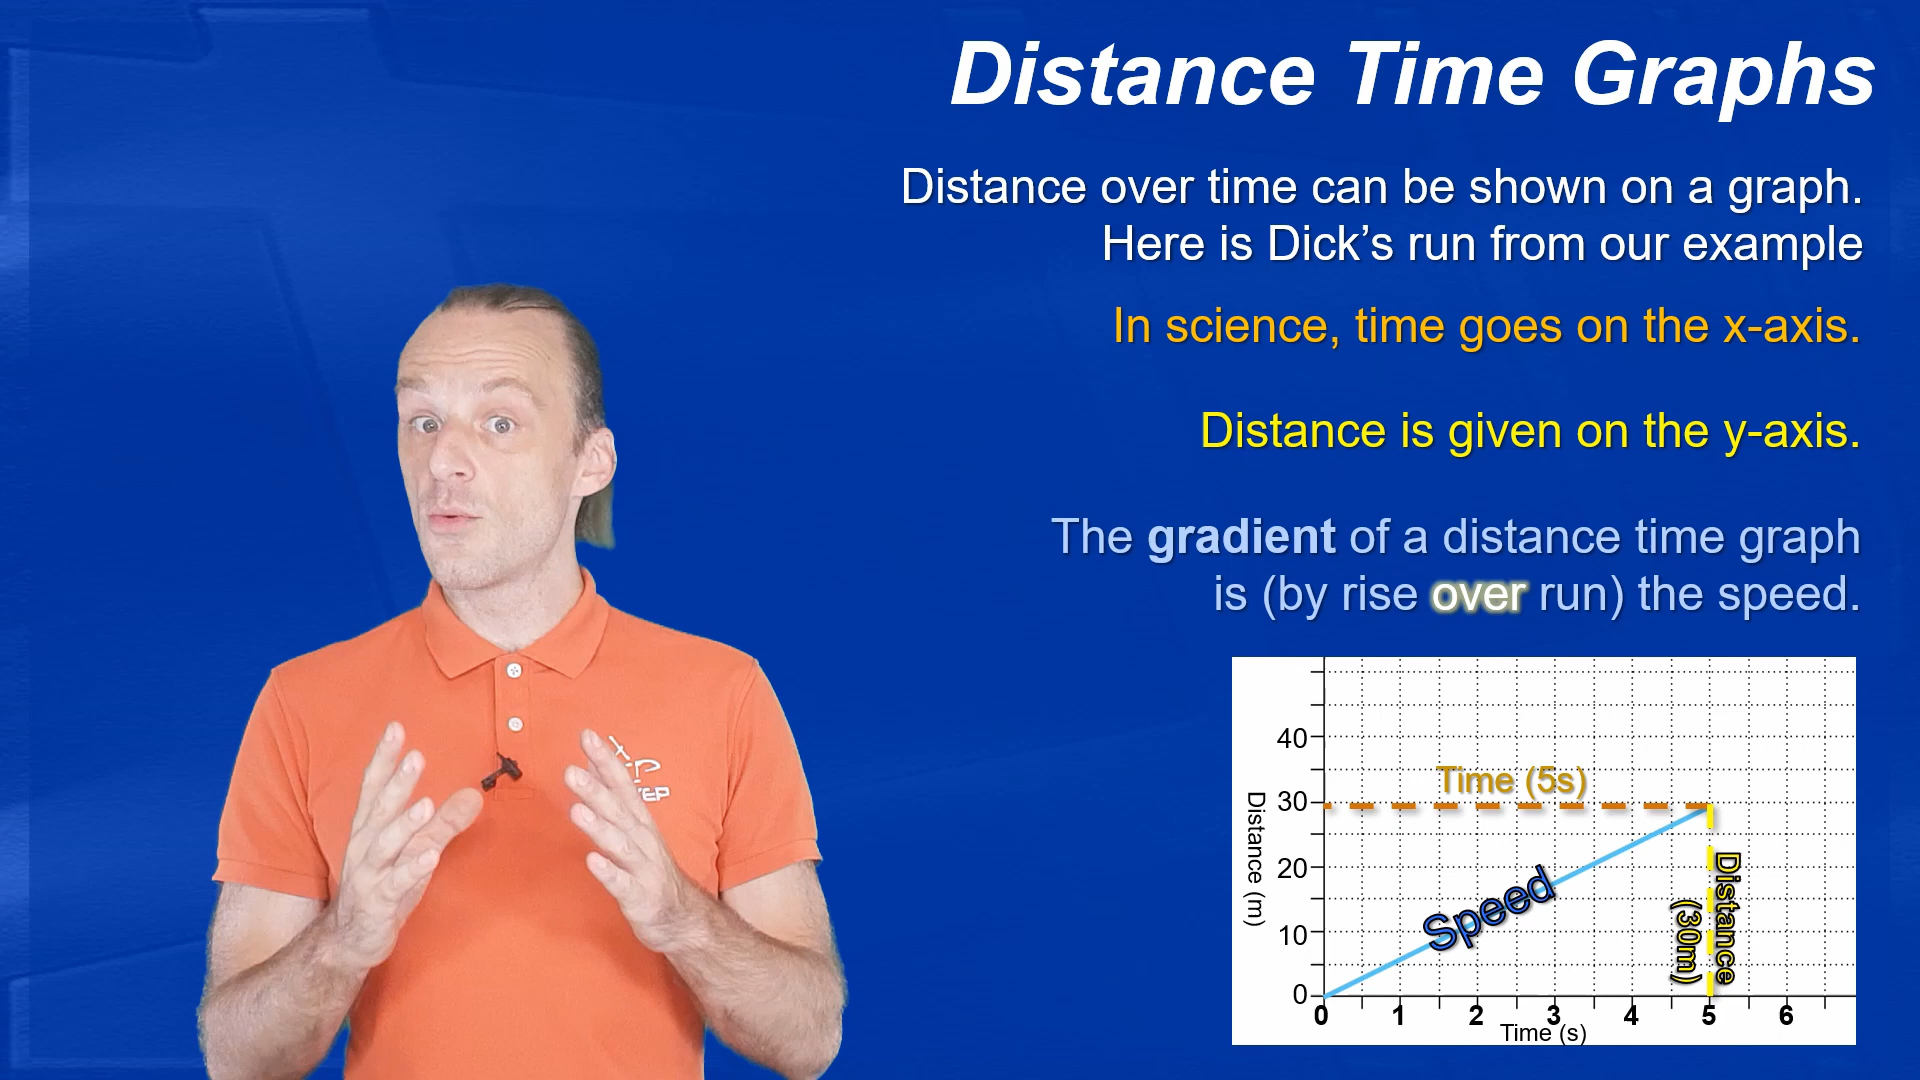 Distance Time Graphs
Distance over time can be shown on a graph.
Here is Dick’s run from our example
In science, time goes on the x-axis.
Distance is given on the y-axis.
The gradient of a distance time graph
is (by rise over run) the speed.
40
30
20
10
0
Distance (m)
Time (5s)
Speed
Distance
(30m)
0 1 2 3 4 5 6
Time (s)